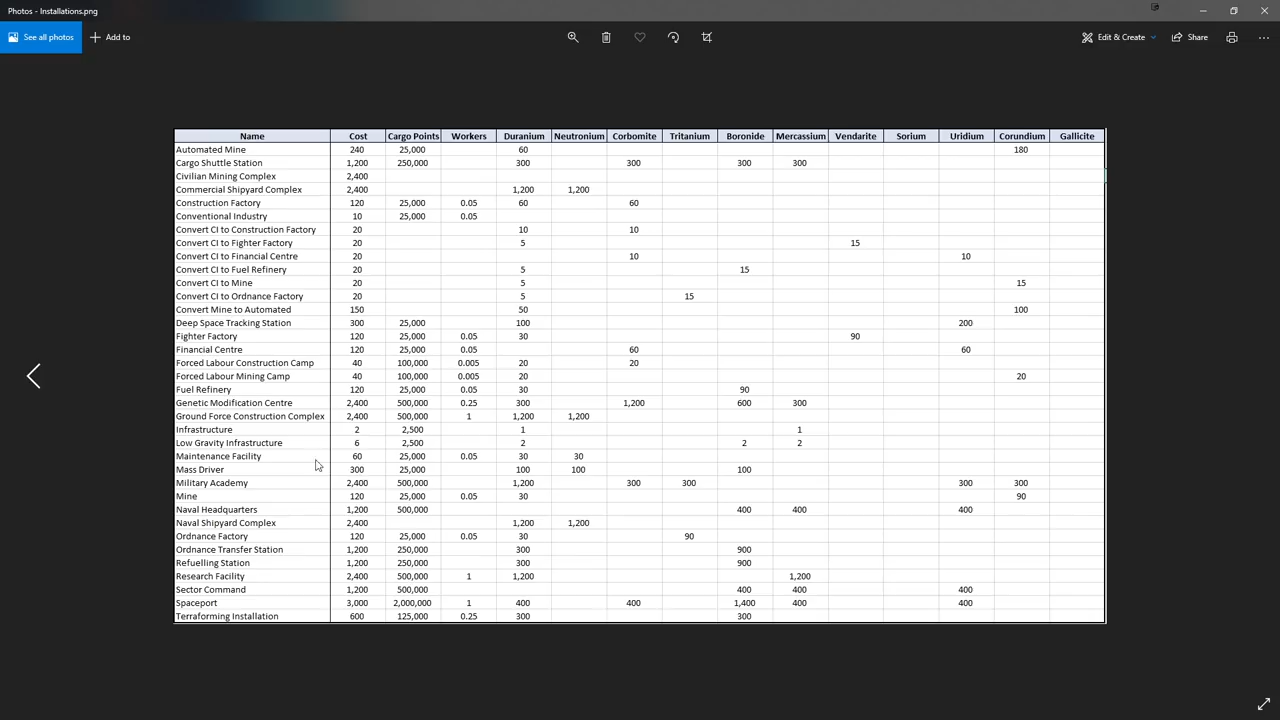 Photos - Installations.png
See all photos Add to Edit & Create Share
Name Cost Cargo Points Workers Duranium Neutronium Corbomite Tritanium Boronide Mercassium Vendarite Sorium Uridium Corundium Gallicite
Automated Mine 240 25,000 60 180
Cargo Shuttle Station 1,200 250,000 300 300 300 300
Civilian Mining Complex 2,400
Commercial Shipyard Complex 2,400 1,200 1,200
Construction Factory 120 25,000 0.05 60 60
Conventional Industry 10 25,000 0.05
Convert CI to Construction Factory 20 10 10
Convert CI to Fighter Factory 20 5 15
Convert CI to Financial Centre 20 10 10
Convert CI to Fuel Refinery 20 5 15
Convert CI to Mine 20 5 15
Convert CI to Ordnance Factory 20 5 15
Convert Mine to Automated 150 50 100
Deep Space Tracking Station 300 25,000 100 200
Fighter Factory 120 25,000 0.05 30 90
Financial Centre 120 25,000 0.05 60 60
Forced Labour Construction Camp 40 100,000 0.005 20 20
Forced Labour Mining Camp 40 100,000 0.005 20 20
Fuel Refinery 120 25,000 0.05 30 90
Genetic Modification Centre 2,400 500,000 0.25 300 1,200 600 300
Ground Force Construction Complex 2,400 500,000 1 1,200 1,200
Infrastructure 2 2,500 1 1
Low Gravity Infrastructure 6 2,500 2 2 2
Maintenance Facility 60 25,000 0.05 30 30
Mass Driver 300 25,000 100 100 100
Military Academy 2,400 500,000 1,200 300 300 300 300
Mine 120 25,000 0.05 30 90
Naval Headquarters 1,200 500,000 400 400 400
Naval Shipyard Complex 2,400 1,200 1,200
Ordnance Factory 120 25,000 0.05 30 90
Ordnance Transfer Station 1,200 250,000 300 900
Refuelling Station 1,200 250,000 300 900
Research Facility 2,400 500,000 1 1,200 1,200
Sector Command 1,200 500,000 400 400 400
Spaceport 3,000 2,000,000 1 400 400 1,400 400 400
Terraforming Installation 600 125,000 0.25 300 300